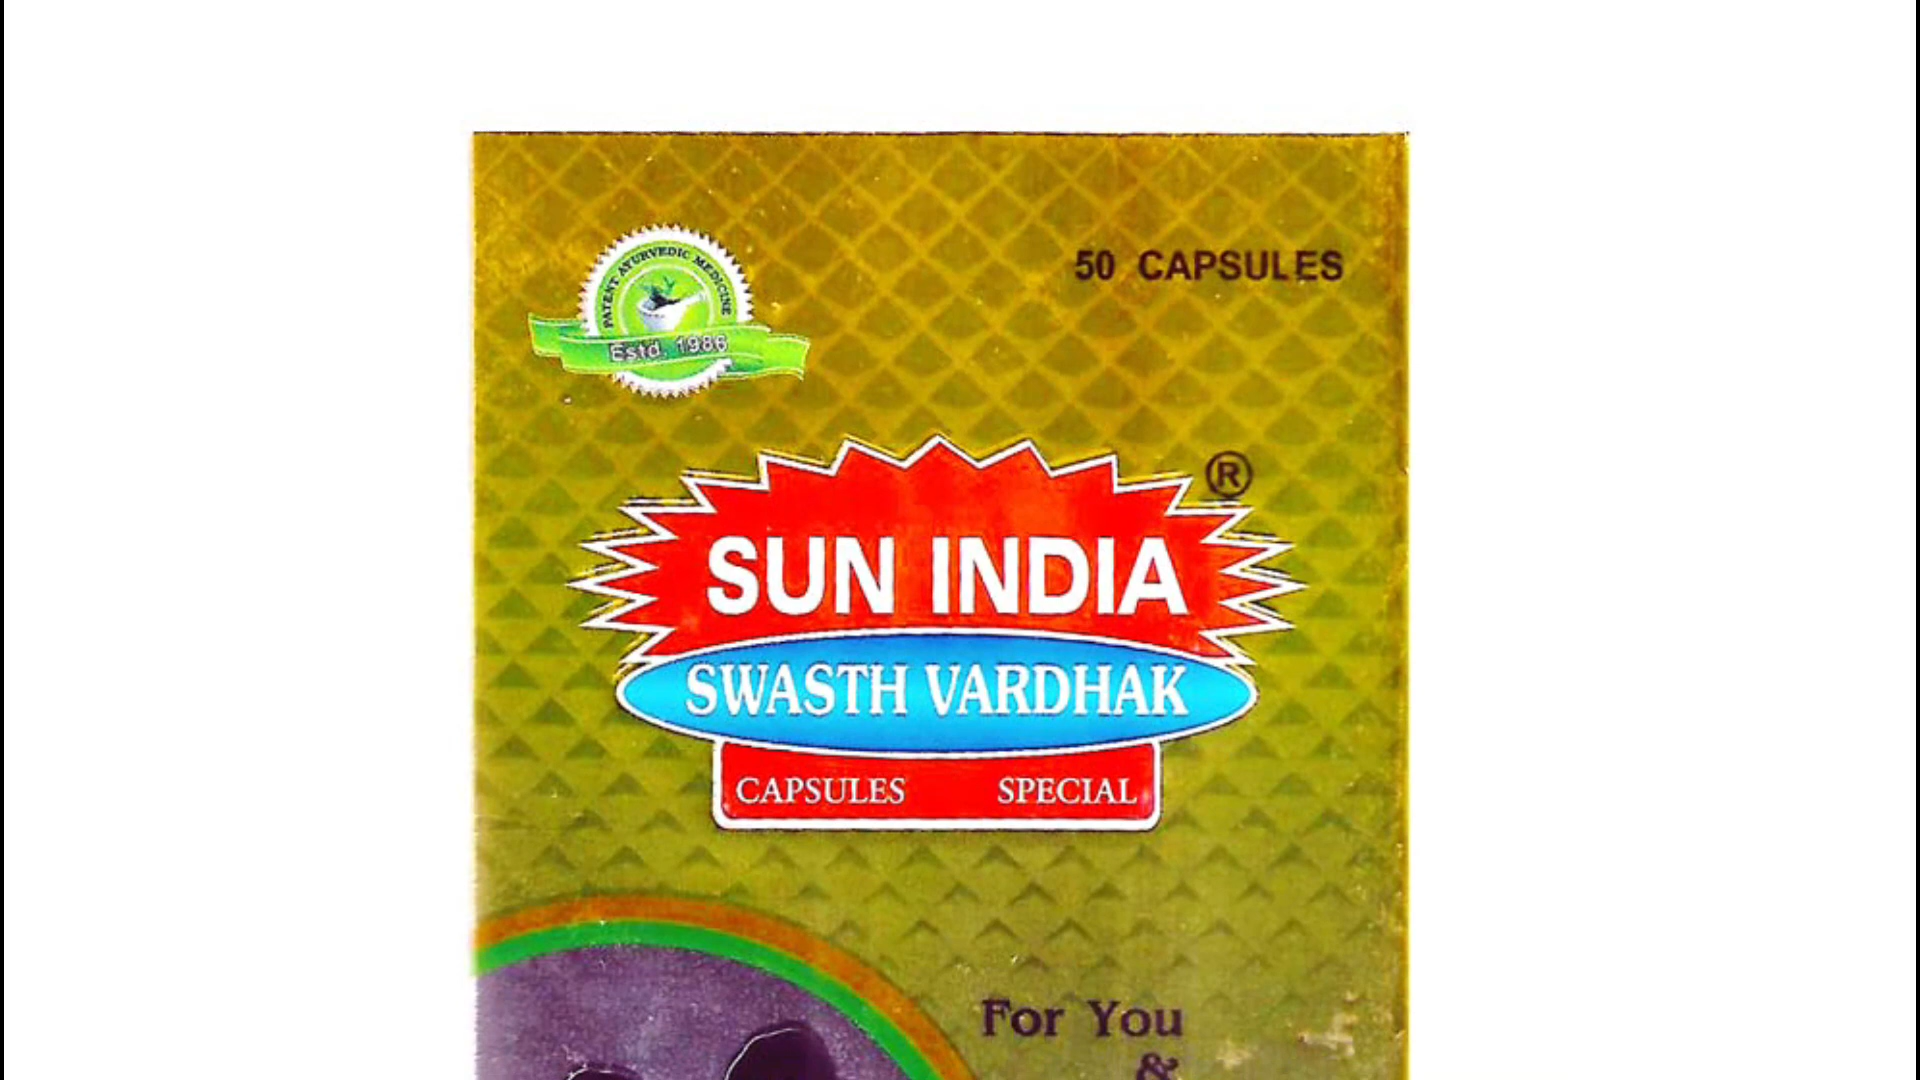 PATENT AYURVEDIC MEDICINE
Estd. 1986
50 CAPSULES
®
SUN INDIA
SWASTH VARDHAK
CAPSULES SPECIAL
For You
&